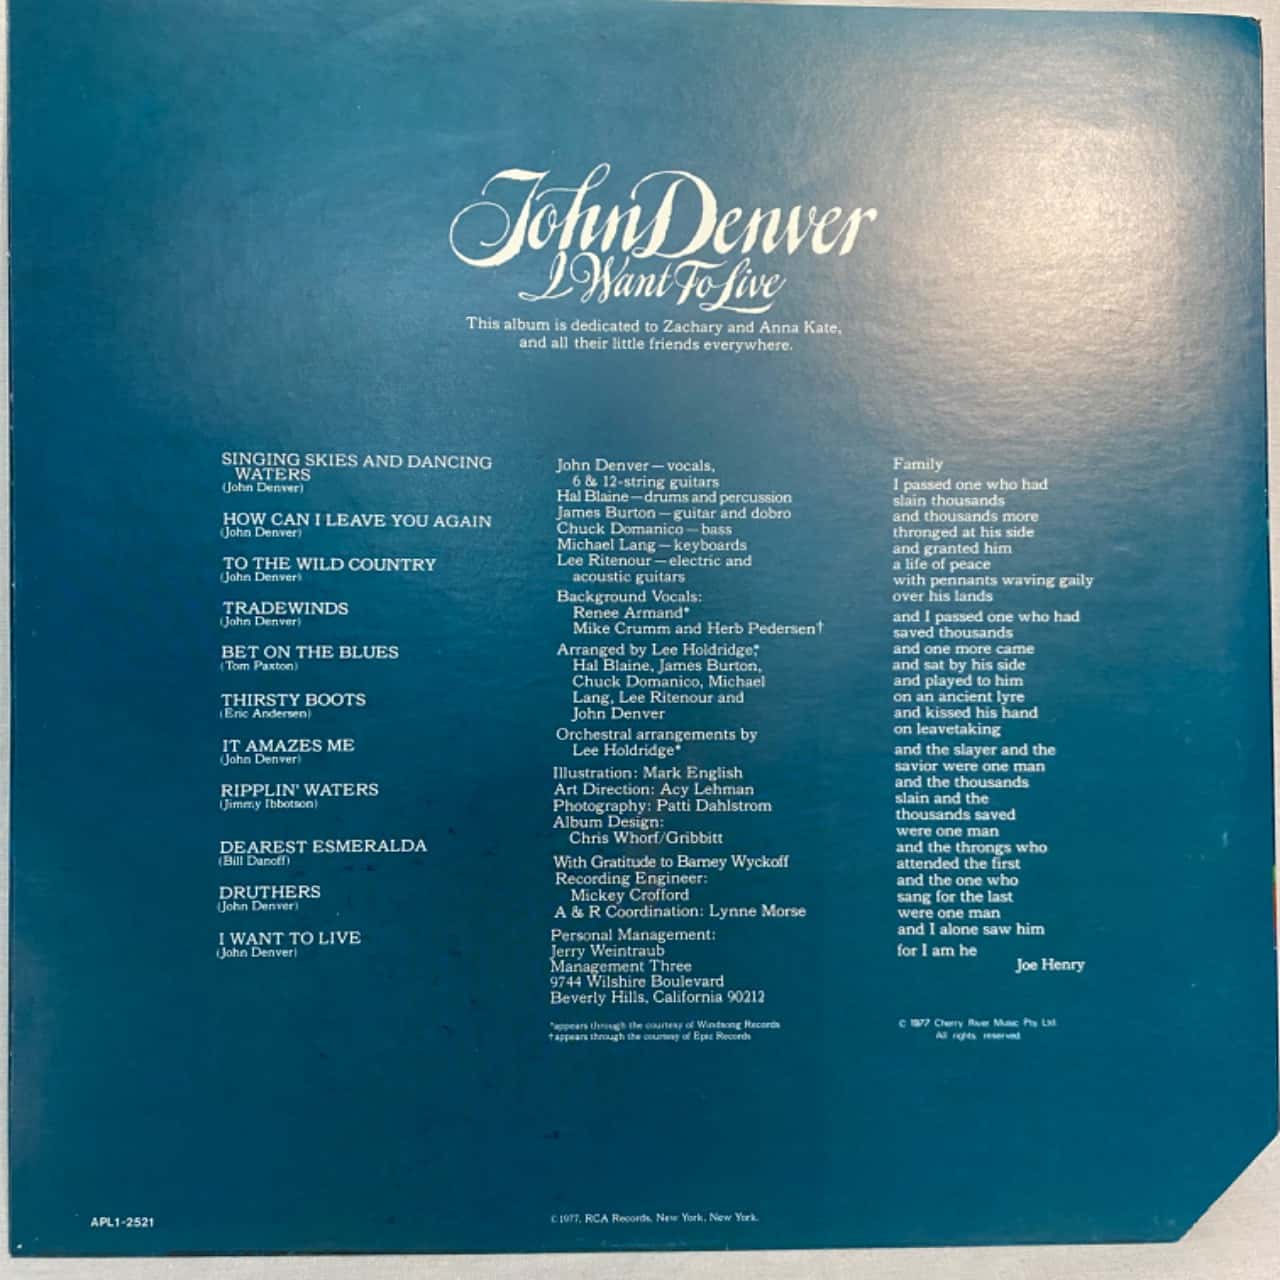 John Denver
I Want To Live
This album is dedicated to Zachary and Anna Kate,
and all their little friends everywhere.
SINGING SKIES AND DANCING
WATERS
(John Denver)
HOW CAN I LEAVE YOU AGAIN
(John Denver)
TO THE WILD COUNTRY
(John Denver)
TRADEWINDS
(John Denver)
BET ON THE BLUES
(Tom Paxton)
THIRSTY BOOTS
(Eric Andersen)
IT AMAZES ME
(John Denver)
RIPPLIN' WATERS
(Jimmy Ibbotson)
DEAREST ESMERALDA
(Bill Danoff)
DRUTHERS
(John Denver)
I WANT TO LIVE
(John Denver)
John Denver—vocals,
6 & 12-string guitars
Hal Blaine—drums and percussion
James Burton—guitar and dobro
Chuck Domanico—bass
Michael Lang—keyboards
Lee Ritenour—electric and
acoustic guitars
Background Vocals:
Renee Armand*
Mike Crumm and Herb Pedersen†
Arranged by Lee Holdridge,*
Hal Blaine, James Burton,
Chuck Domanico, Michael
Lang, Lee Ritenour and
John Denver
Orchestral arrangements by
Lee Holdridge*
Illustration: Mark English
Art Direction: Acy Lehman
Photography: Patti Dahlstrom
Album Design:
Chris Whorf/Gribbitt
With Gratitude to Barney Wyckoff
Recording Engineer:
Mickey Crofford
A & R Coordination: Lynne Morse
Personal Management:
Jerry Weintraub
Management Three
9744 Wilshire Boulevard
Beverly Hills, California 90212
*appears through the courtesy of Windsong Records
†appears through the courtesy of Epic Records
Family
I passed one who had
slain thousands
and thousands more
thronged at his side
and granted him
a life of peace
with pennants waving gaily
over his lands
and I passed one who had
saved thousands
and one more came
and sat by his side
and played to him
on an ancient lyre
and kissed his hand
on leavetaking
and the slayer and the
savior were one man
and the thousands
slain and the
thousands saved
were one man
and the throngs who
attended the first
and the one who
sang for the last
were one man
and I alone saw him
for I am he
Joe Henry
© 1977 Cherry River Music Pty. Ltd.
All rights reserved.
APL1-2521
© 1977, RCA Records, New York, New York.